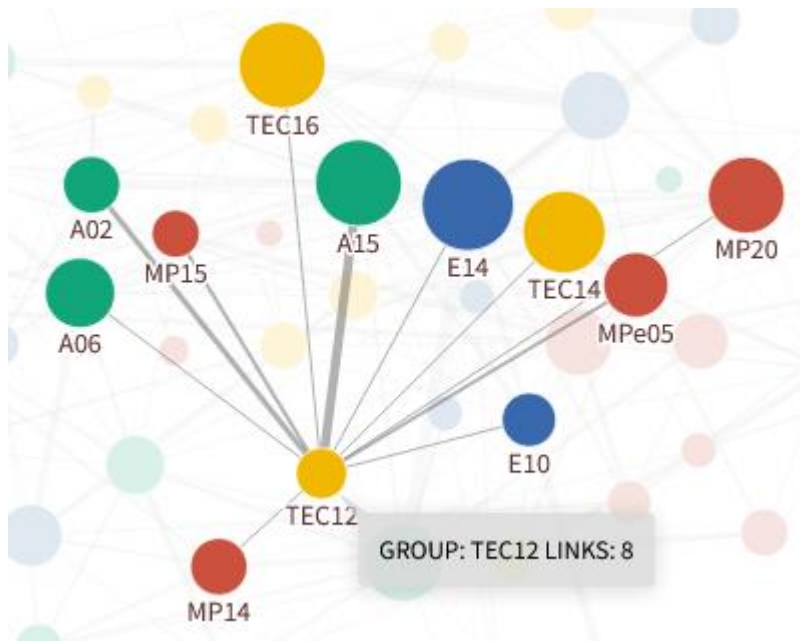 TEC16
A02
MP15
A15
E14
TEC14
MP20
A06
MPe05
E10
TEC12
GROUP: TEC12 LINKS: 8
MP14